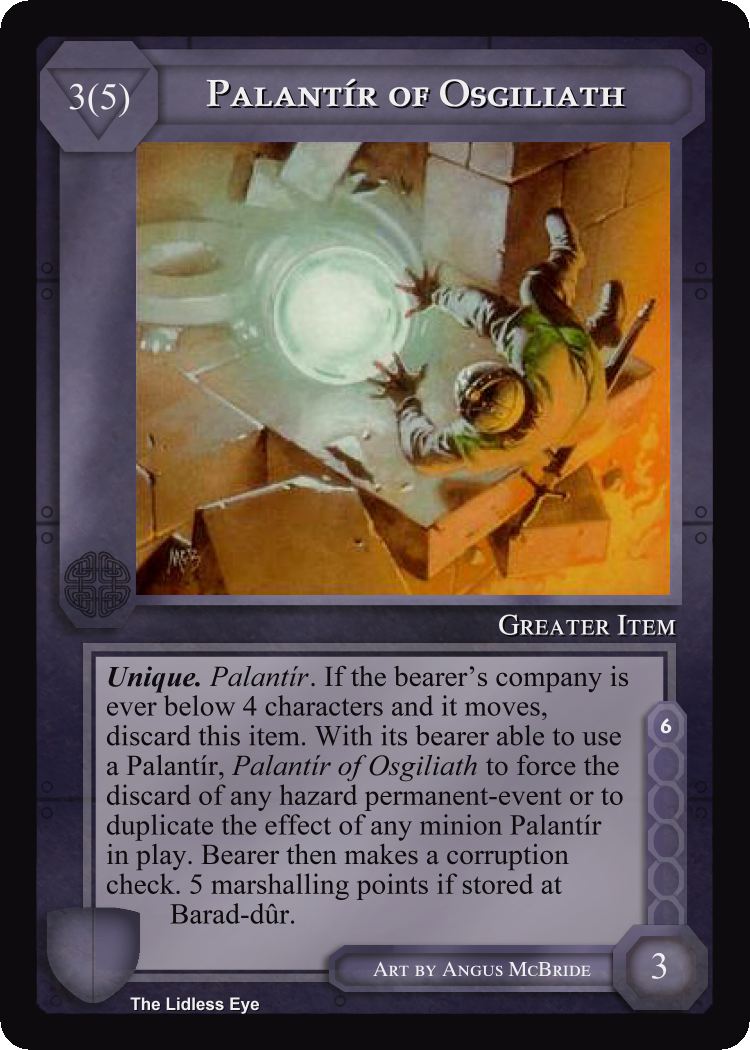 3(5)
Palantír of Osgiliath
Greater Item
Unique. Palantír. If the bearer's company is
ever below 4 characters and it moves,
discard this item. With its bearer able to use
a Palantír, Palantír of Osgiliath to force the
discard of any hazard permanent-event or to
duplicate the effect of any minion Palantír
in play. Bearer then makes a corruption
check. 5 marshalling points if stored at
Barad-dûr.
6
Art by Angus McBride
3
The Lidless Eye